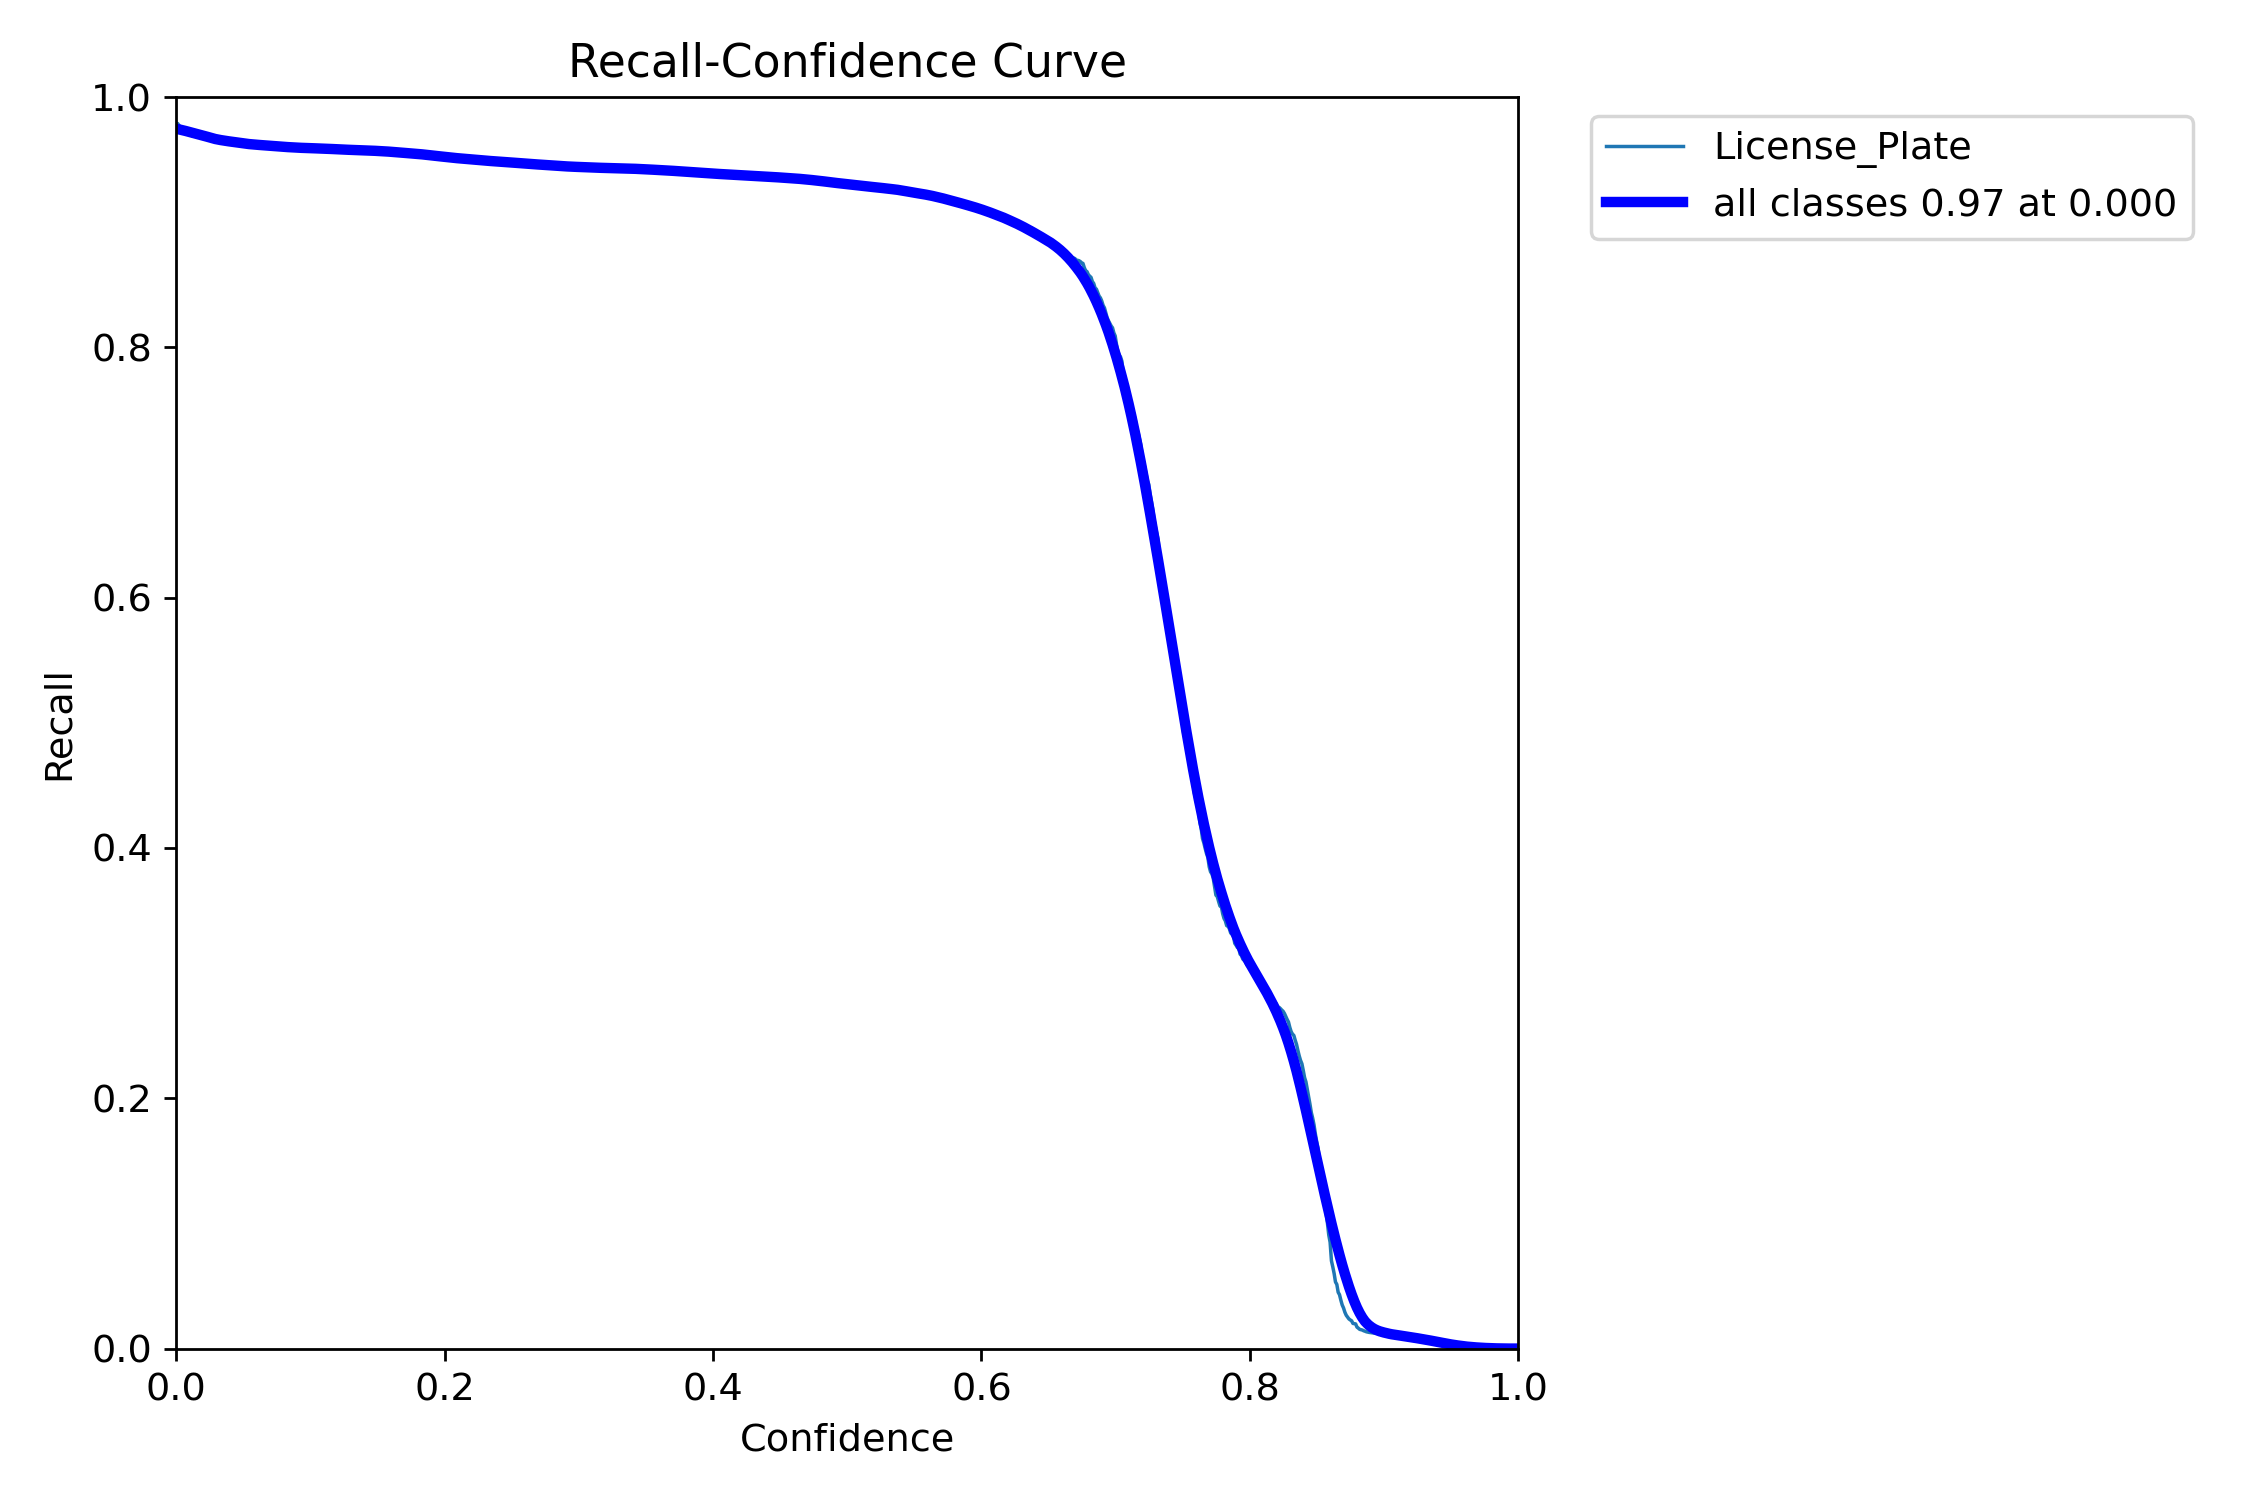 Recall-Confidence Curve
1.0
0.8
0.6
0.4
0.2
0.0
Recall
0.0 0.2 0.4 0.6 0.8 1.0
Confidence
License_Plate
all classes 0.97 at 0.000